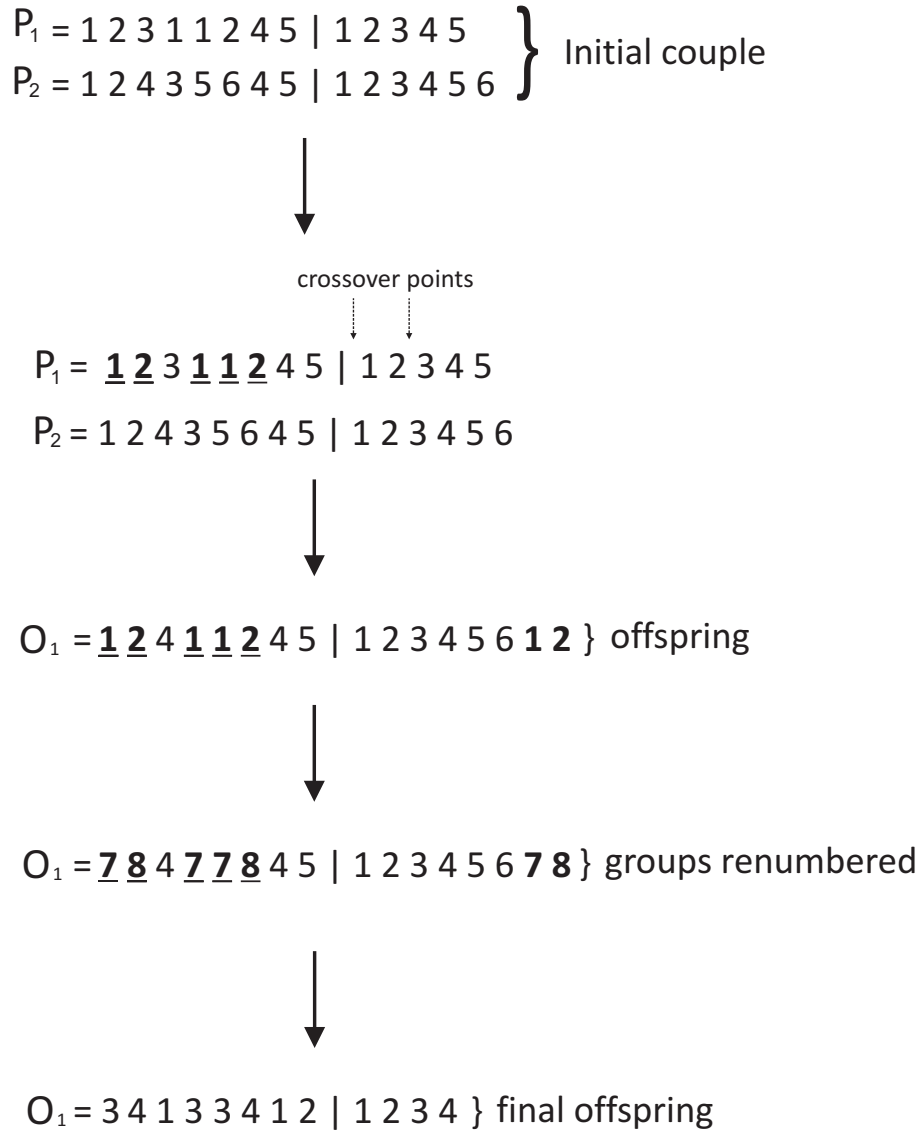 P1 = 1 2 3 1 1 2 4 5 | 1 2 3 4 5
P2 = 1 2 4 3 5 6 4 5 | 1 2 3 4 5 6
} Initial couple
crossover points
P1 = 1 2 3 1 1 2 4 5 | 1 2 3 4 5
P2 = 1 2 4 3 5 6 4 5 | 1 2 3 4 5 6
O1 = 1 2 4 1 1 2 4 5 | 1 2 3 4 5 6 1 2 } offspring
O1 = 7 8 4 7 7 8 4 5 | 1 2 3 4 5 6 7 8 } groups renumbered
O1 = 3 4 1 3 3 4 1 2 | 1 2 3 4 } final offspring